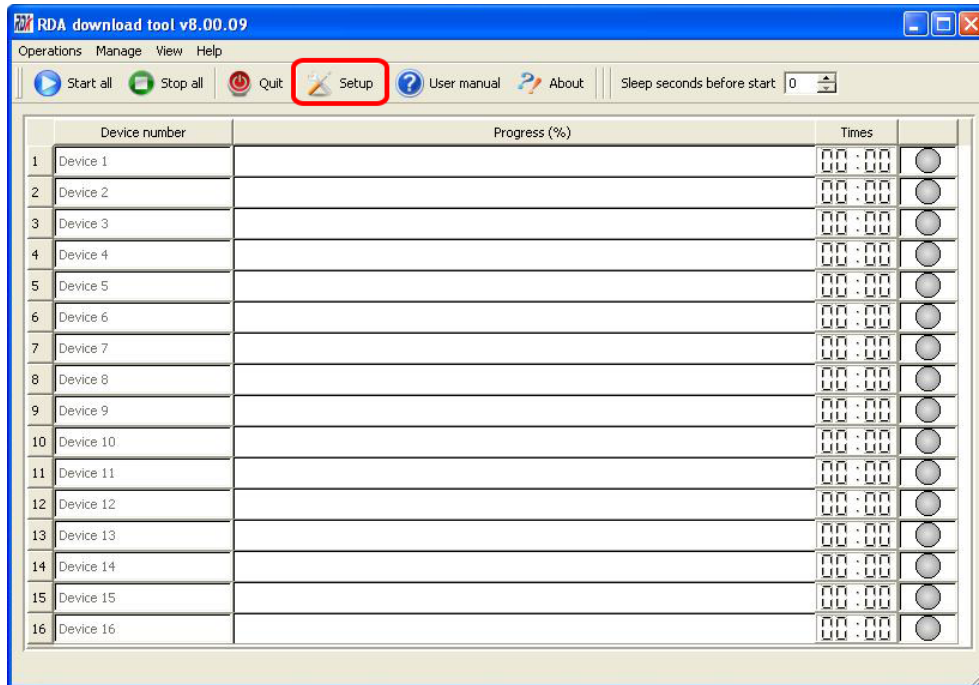 RDA RDA download tool v8.00.09
Operations Manage View Help
Start all Stop all Quit Setup User manual About Sleep seconds before start 0
Device number Progress (%) Times
1 Device 1 00:00
2 Device 2 00:00
3 Device 3 00:00
4 Device 4 00:00
5 Device 5 00:00
6 Device 6 00:00
7 Device 7 00:00
8 Device 8 00:00
9 Device 9 00:00
10 Device 10 00:00
11 Device 11 00:00
12 Device 12 00:00
13 Device 13 00:00
14 Device 14 00:00
15 Device 15 00:00
16 Device 16 00:00